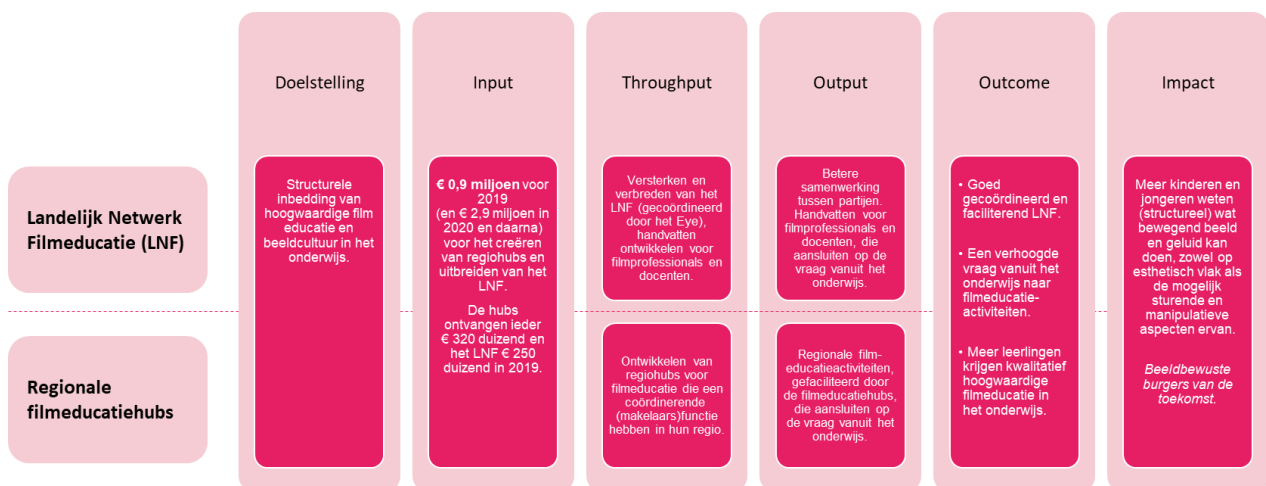 Doelstelling
Input
Throughput
Output
Outcome
Impact
Landelijk Netwerk
Filmeducatie (LNF)
Structurele
inbedding van
hoogwaardige film
educatie en
beeldcultuur in het
onderwijs.
€ 0,9 miljoen voor
2019
(en € 2,9 miljoen in
2020 en daarna)
voor het creëren
van regiohubs en
uitbreiden van het
LNF.
De hubs
ontvangen ieder
€ 320 duizend en
het LNF € 250
duizend in 2019.
Versterken en
verbreden van het
LNF (gecoördineerd
door het Eye),
handvatten
ontwikkelen voor
filmprofessionals en
docenten.
Betere
samenwerking
tussen partijen.
Handvatten voor
filmprofessionals en
docenten, die
aansluiten op de
vraag vanuit het
onderwijs.
• Goed
gecoördineerd en
faciliterend LNF.
• Een verhoogde
vraag vanuit het
onderwijs naar
filmeducatie-
activiteiten.
• Meer leerlingen
krijgen kwalitatief
hoogwaardige
filmeducatie in
het onderwijs.
Meer kinderen en
jongeren weten
(structureel) wat
bewegend beeld
en geluid kan
doen, zowel op
esthetisch vlak als
de mogelijk
sturende en
manipulatieve
aspecten ervan.
Beeldbewuste
burgers van de
toekomst.
Regionale
filmeducatiehubs
Ontwikkelen van
regiohubs voor
filmeducatie die een
coördinerende
(makelaars)functie
hebben in hun regio.
Regionale film-
educatieactiviteiten,
gefaciliteerd door
de filmeducatiehubs,
die aansluiten op
de vraag vanuit het
onderwijs.